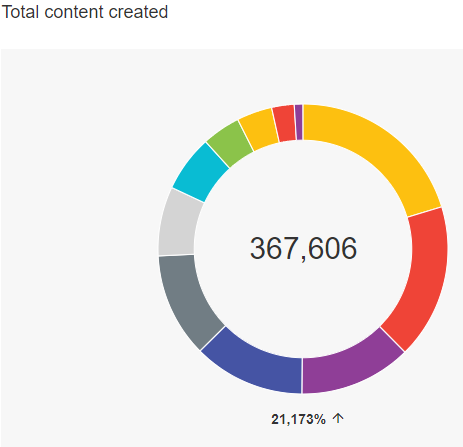 Total content created
367,606
21,173% ↑